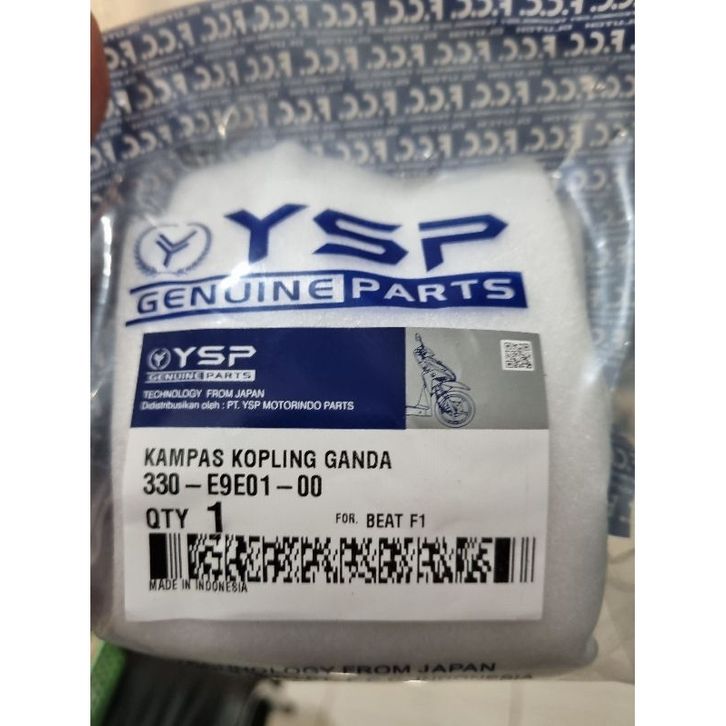 F.C.C. F.C.C. F.C.C. F.C.C.
YSP
GENUINE PARTS
YSP
GENUINE PARTS
TECHNOLOGY FROM JAPAN
Didistribusikan oleh : PT. YSP MOTORINDO PARTS
KAMPAS KOPLING GANDA
330-E9E01-00
QTY 1 FOR. BEAT F1
MADE IN INDONESIA
TECHNOLOGY FROM JAPAN